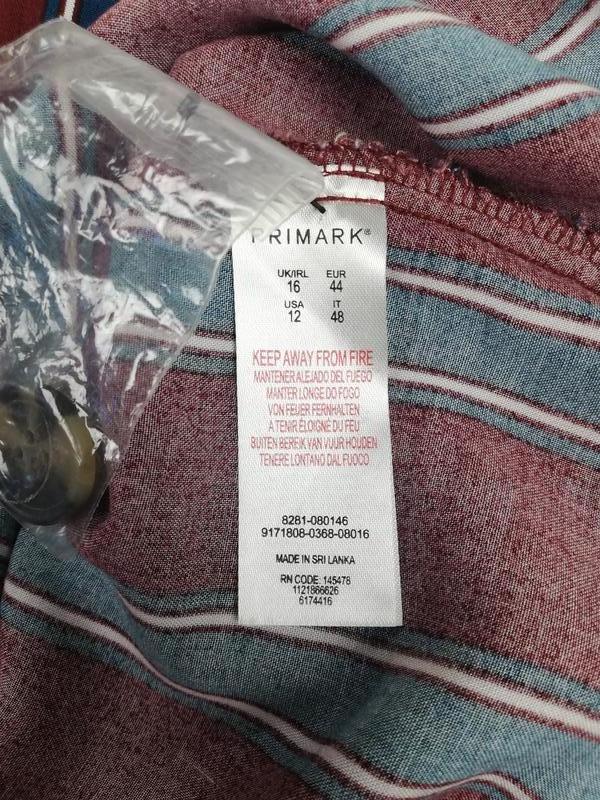 PRIMARK®
UK/IRL EUR
16 44
USA IT
12 48
KEEP AWAY FROM FIRE
MANTENER ALEJADO DEL FUEGO
MANTER LONGE DO FOGO
VON FEUER FERNHALTEN
A TENIR ÉLOIGNÉ DU FEU
BUITEN BEREIK VAN VUUR HOUDEN
TENERE LONTANO DAL FUOCO
8281-080146
9171808-0368-08016
MADE IN SRI LANKA
RN CODE: 145478
1121866626
6174416